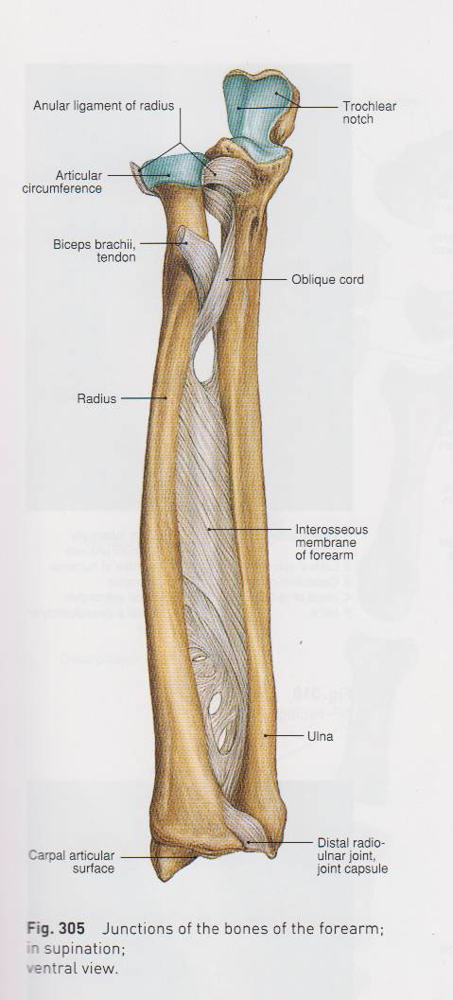 Anular ligament of radius
Trochlear
notch
Articular
circumference
Biceps brachii,
tendon
Oblique cord
Radius
Interosseous
membrane
of forearm
Ulna
Carpal articular
surface
Distal radio-
ulnar joint,
joint capsule
Fig. 305 Junctions of the bones of the forearm;
in supination;
ventral view.